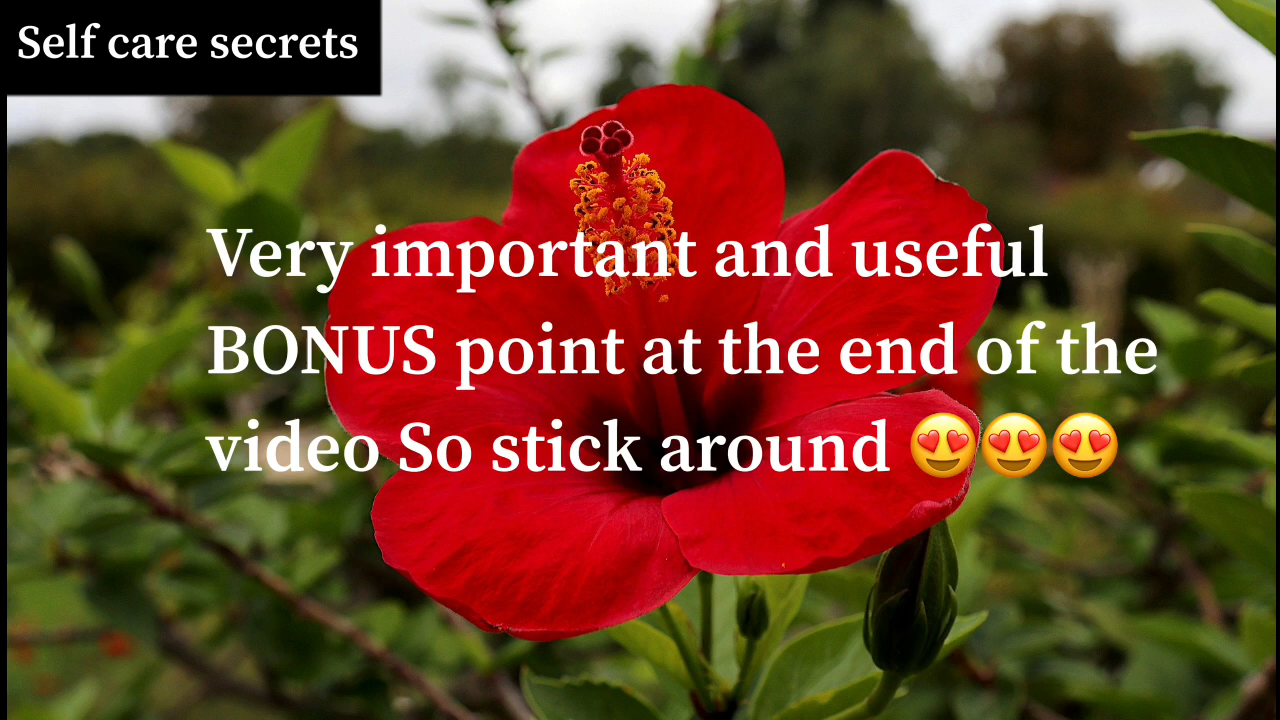 Self care secrets
Very important and useful
BONUS point at the end of the
video So stick around 😍😍😍